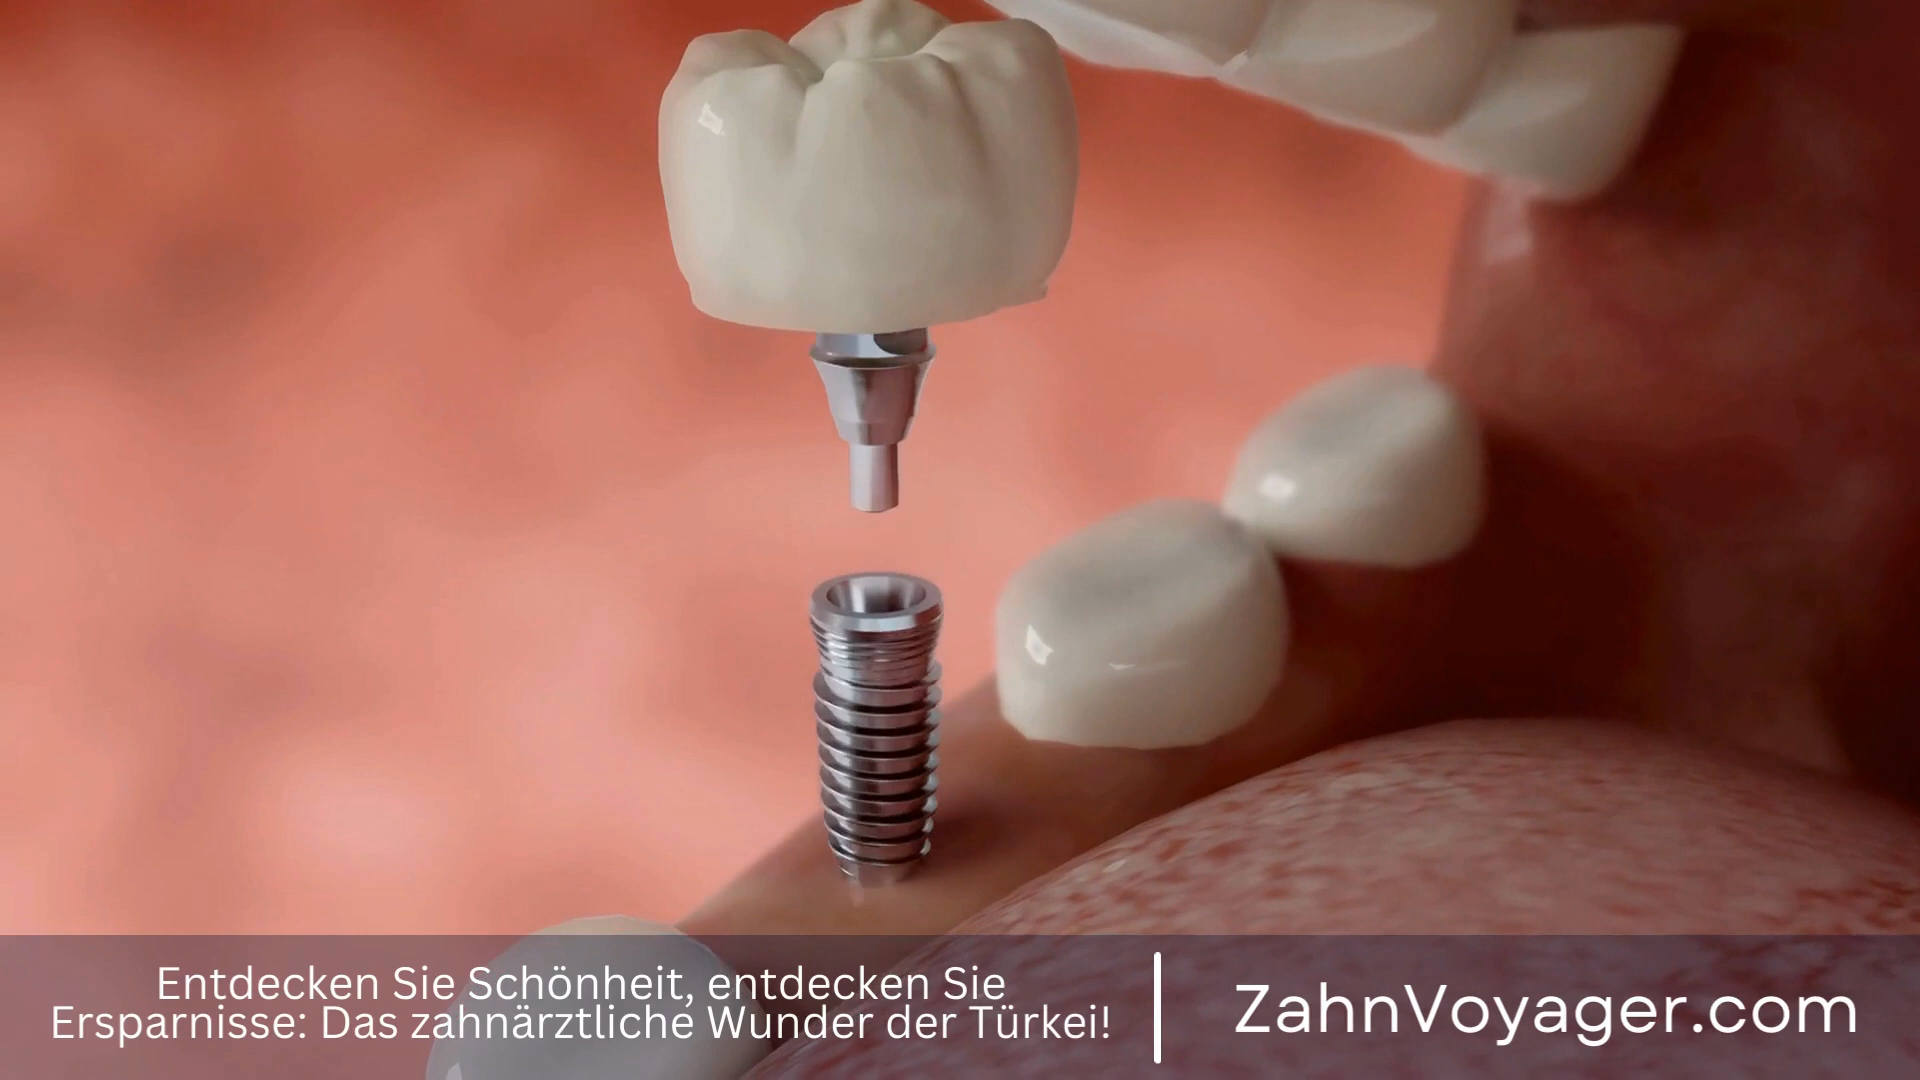 Entdecken Sie Schönheit, entdecken Sie
Ersparnisse: Das zahnärztliche Wunder der Türkei!
ZahnVoyager.com